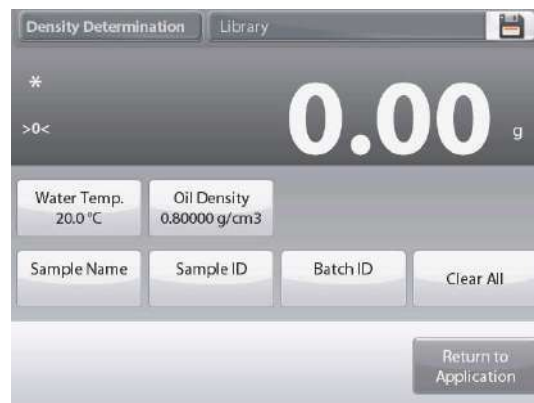 Density Determination Library
*
>0<
0.00 g
Water Temp. Oil Density
20.0 °C 0.80000 g/cm3
Sample Name Sample ID Batch ID Clear All
Return to
Application